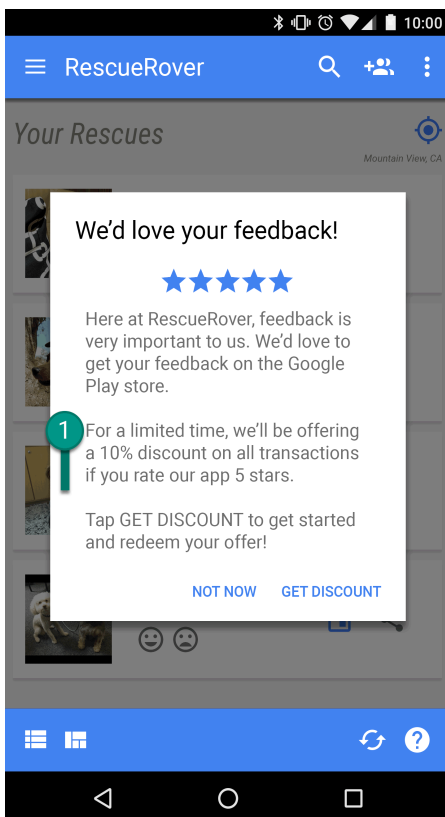 10:00
RescueRover
Your Rescues
Mountain View, CA
We’d love your feedback!
Here at RescueRover, feedback is
very important to us. We’d love to
get your feedback on the Google
Play store.
1
For a limited time, we’ll be offering
a 10% discount on all transactions
if you rate our app 5 stars.
Tap GET DISCOUNT to get started
and redeem your offer!
NOT NOW GET DISCOUNT